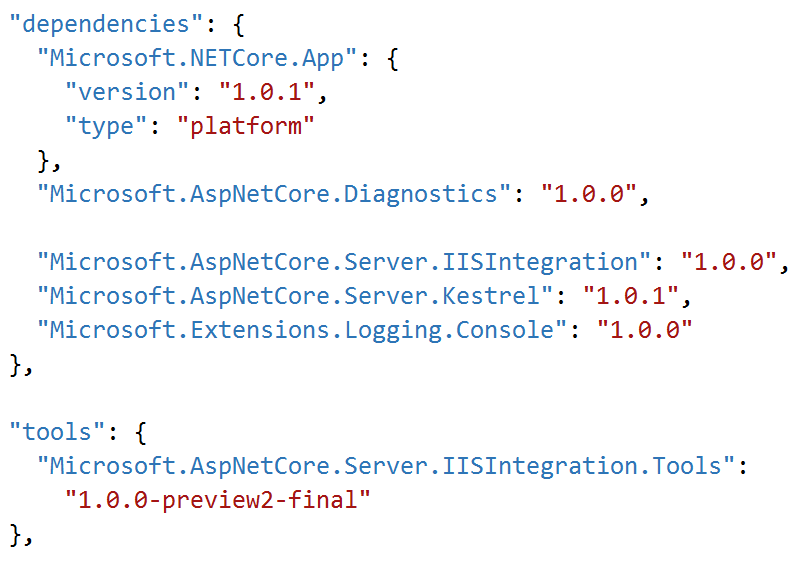 "dependencies": {
  "Microsoft.NETCore.App": {
    "version": "1.0.1",
    "type": "platform"
  },
  "Microsoft.AspNetCore.Diagnostics": "1.0.0",

  "Microsoft.AspNetCore.Server.IISIntegration": "1.0.0",
  "Microsoft.AspNetCore.Server.Kestrel": "1.0.1",
  "Microsoft.Extensions.Logging.Console": "1.0.0"
},

"tools": {
  "Microsoft.AspNetCore.Server.IISIntegration.Tools":
    "1.0.0-preview2-final"
},